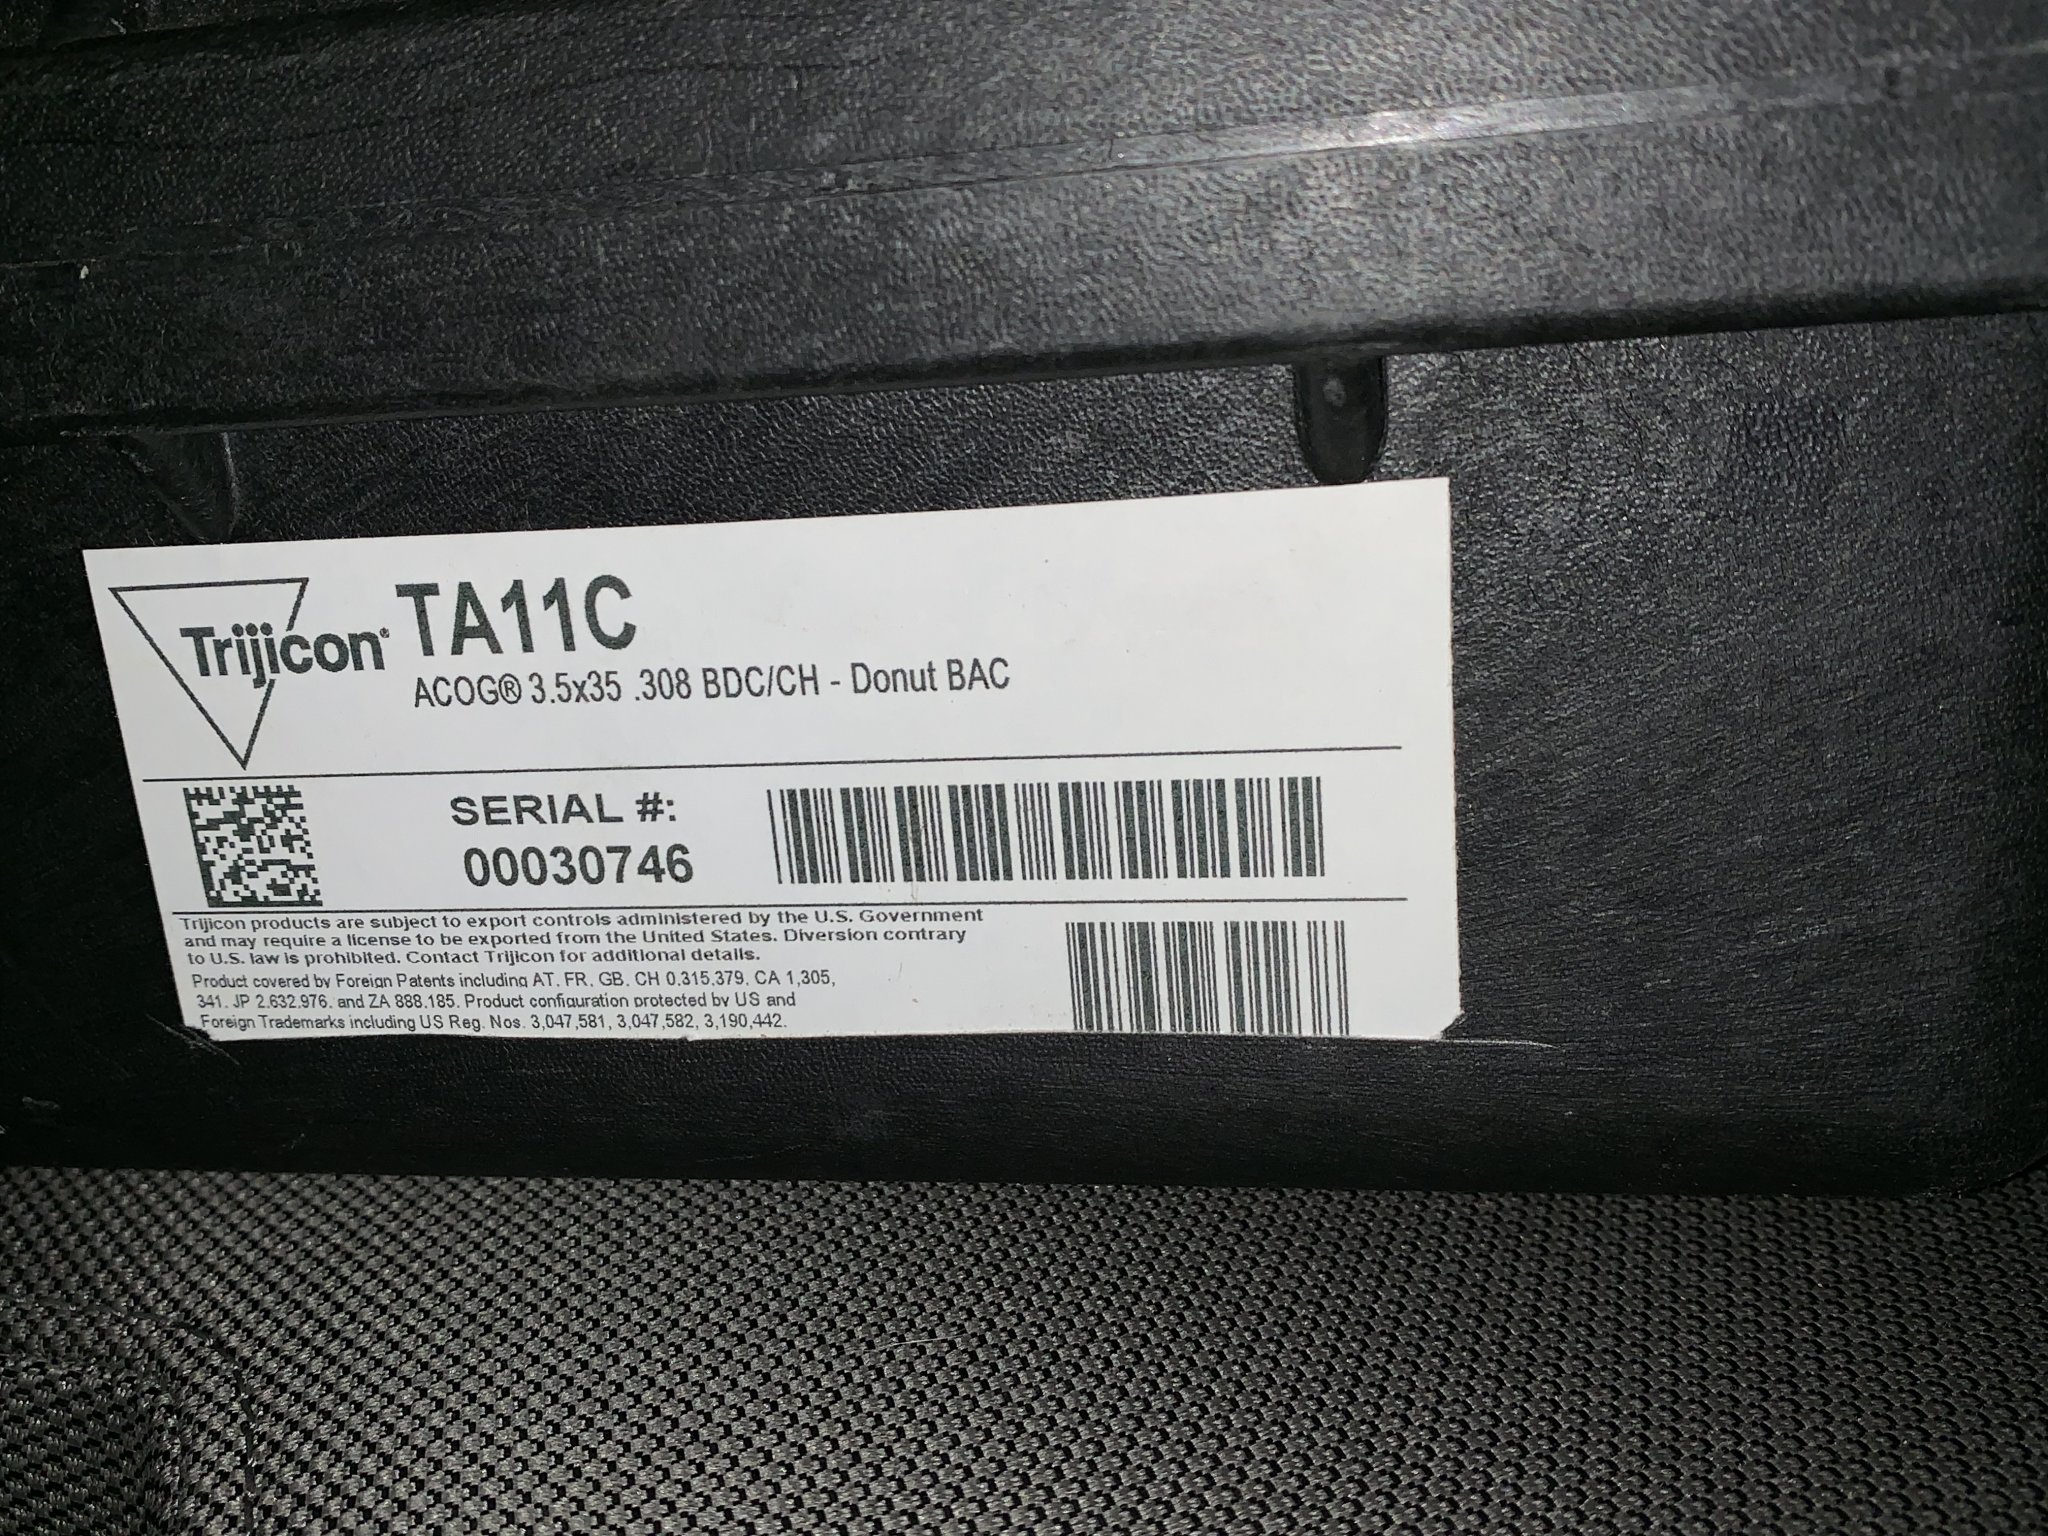 Trijicon® TA11C
ACOG® 3.5x35 .308 BDC/CH - Donut BAC
SERIAL #:
00030746
Trijicon products are subject to export controls administered by the U.S. Government
and may require a license to be exported from the United States. Diversion contrary
to U.S. law is prohibited. Contact Trijicon for additional details.
Product covered by Foreign Patents including AT, FR, GB, CH 0,315,379, CA 1,305,
341, JP 2,632,976, and ZA 888,185. Product configuration protected by US and
Foreign Trademarks including US Reg. Nos. 3,047,581, 3,047,582, 3,190,442.